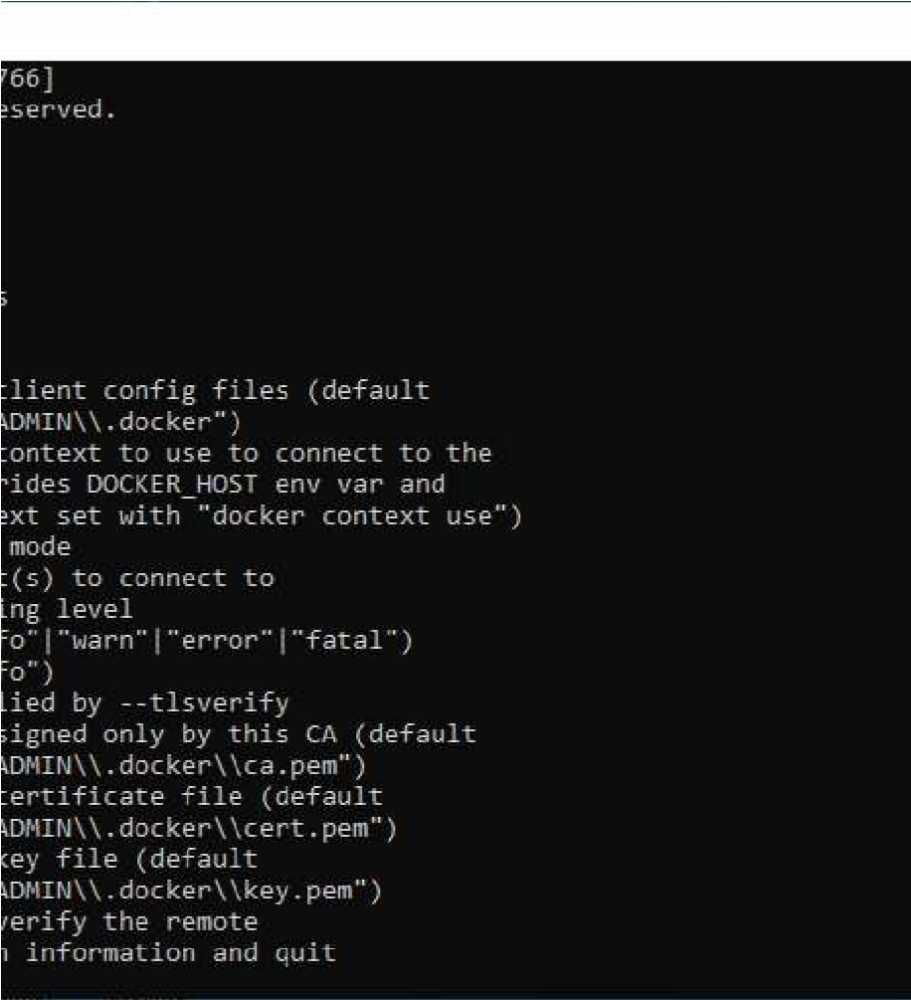 766]
eserved.
s
client config files (default
ADMIN\\.docker")
context to use to connect to the
rides DOCKER_HOST env var and
ext set with "docker context use")
mode
t(s) to connect to
ing level
fo"|"warn"|"error"|"fatal")
fo")
lied by --tlsverify
signed only by this CA (default
ADMIN\\.docker\\ca.pem")
certificate file (default
ADMIN\\.docker\\cert.pem")
key file (default
ADMIN\\.docker\\key.pem")
verify the remote
n information and quit